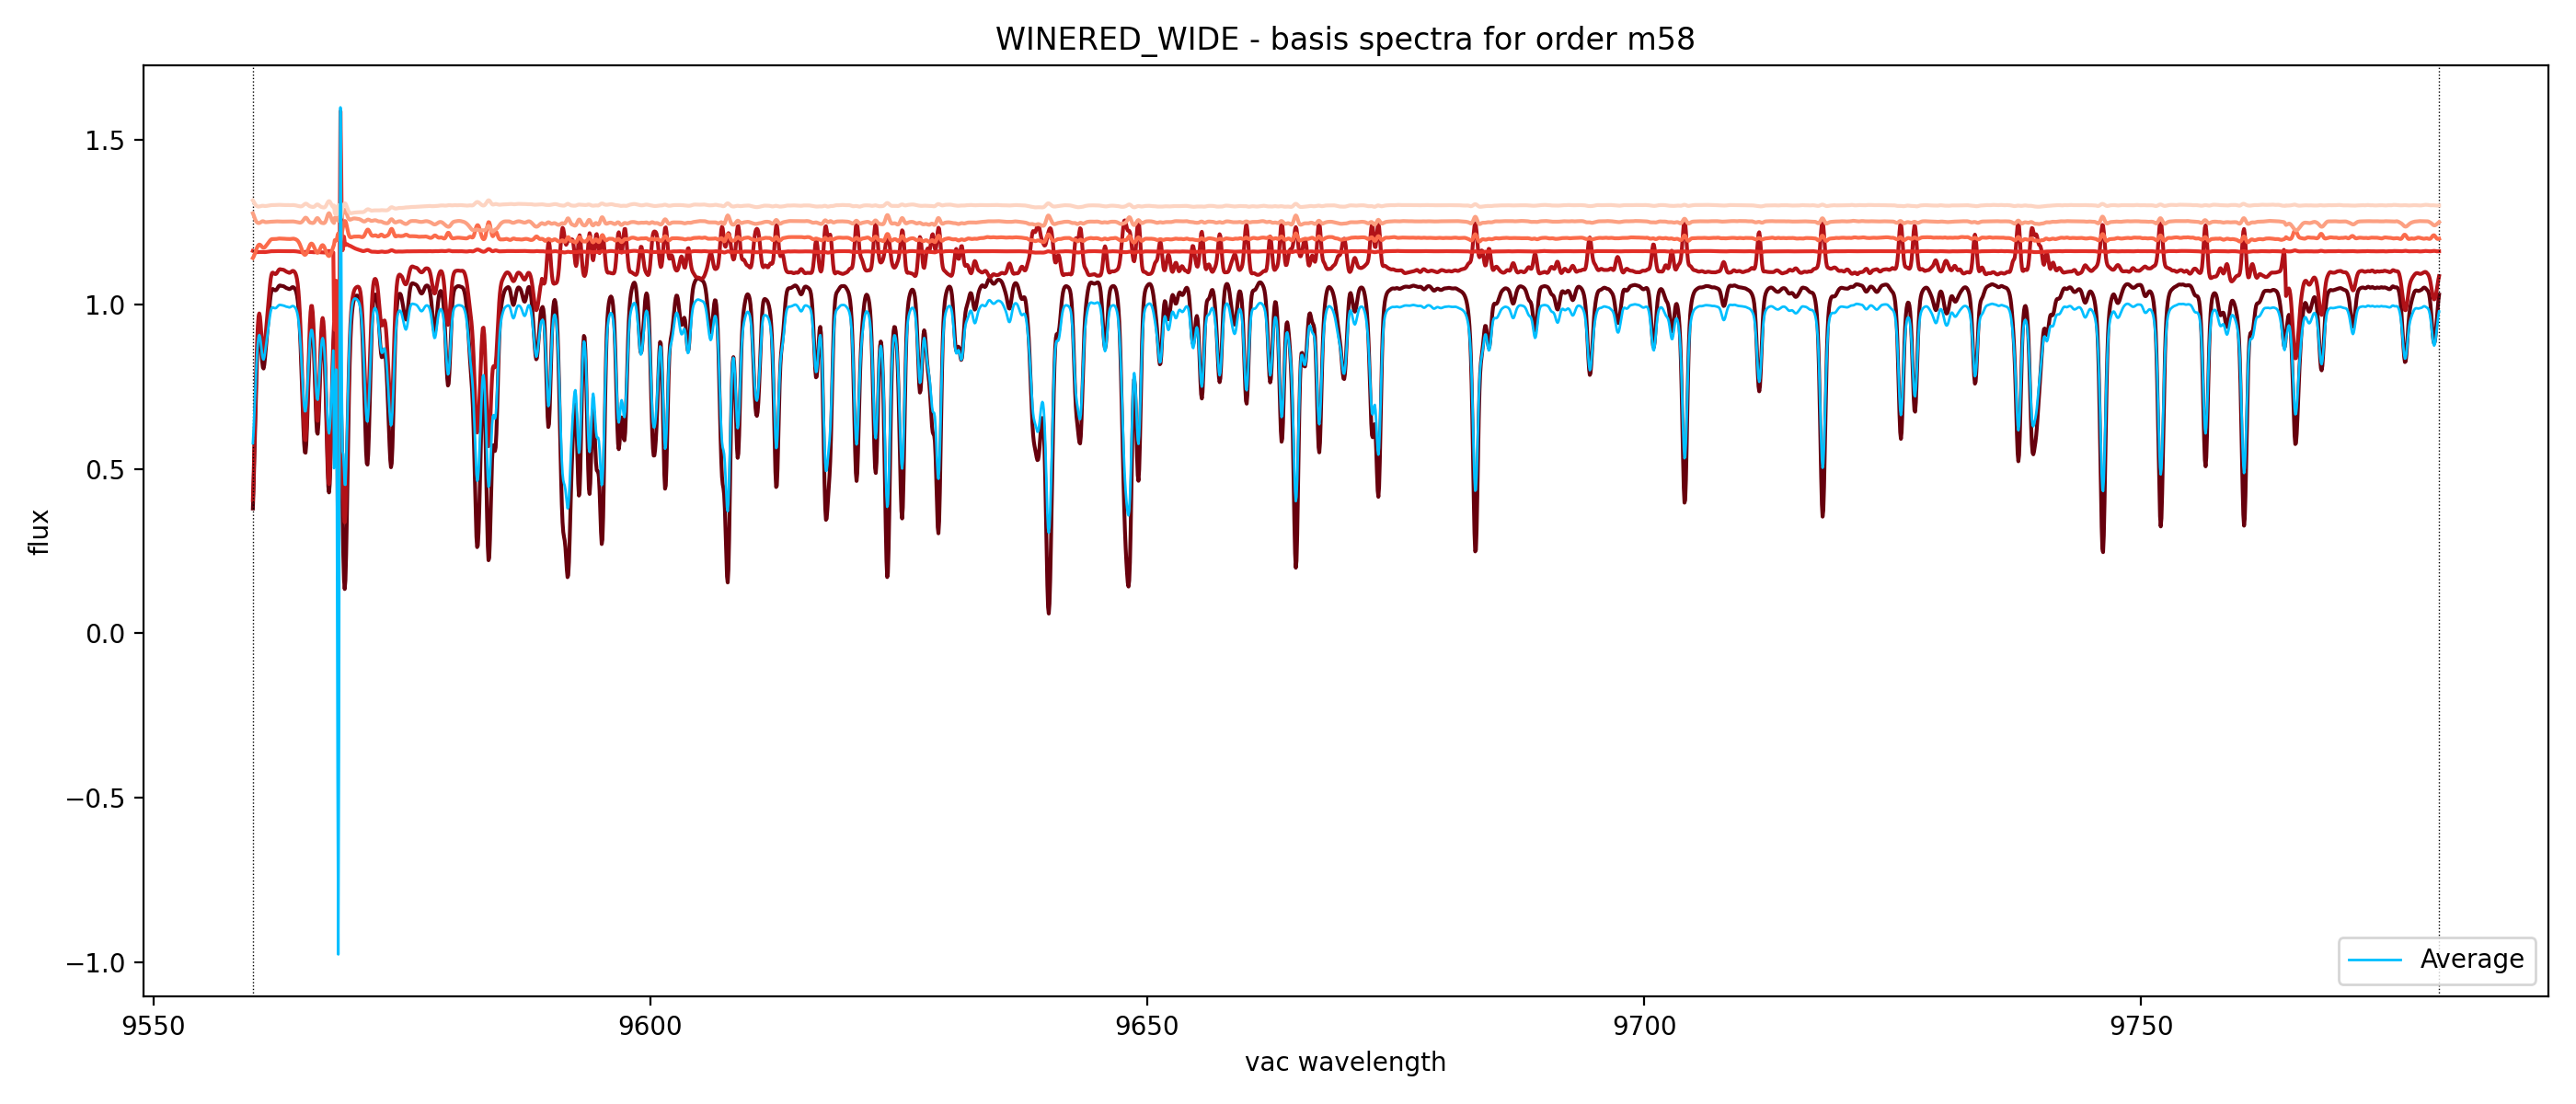 WINERED_WIDE - basis spectra for order m58
flux
1.5
1.0
0.5
0.0
−0.5
−1.0
Average
9550
9600
9650
9700
9750
vac wavelength